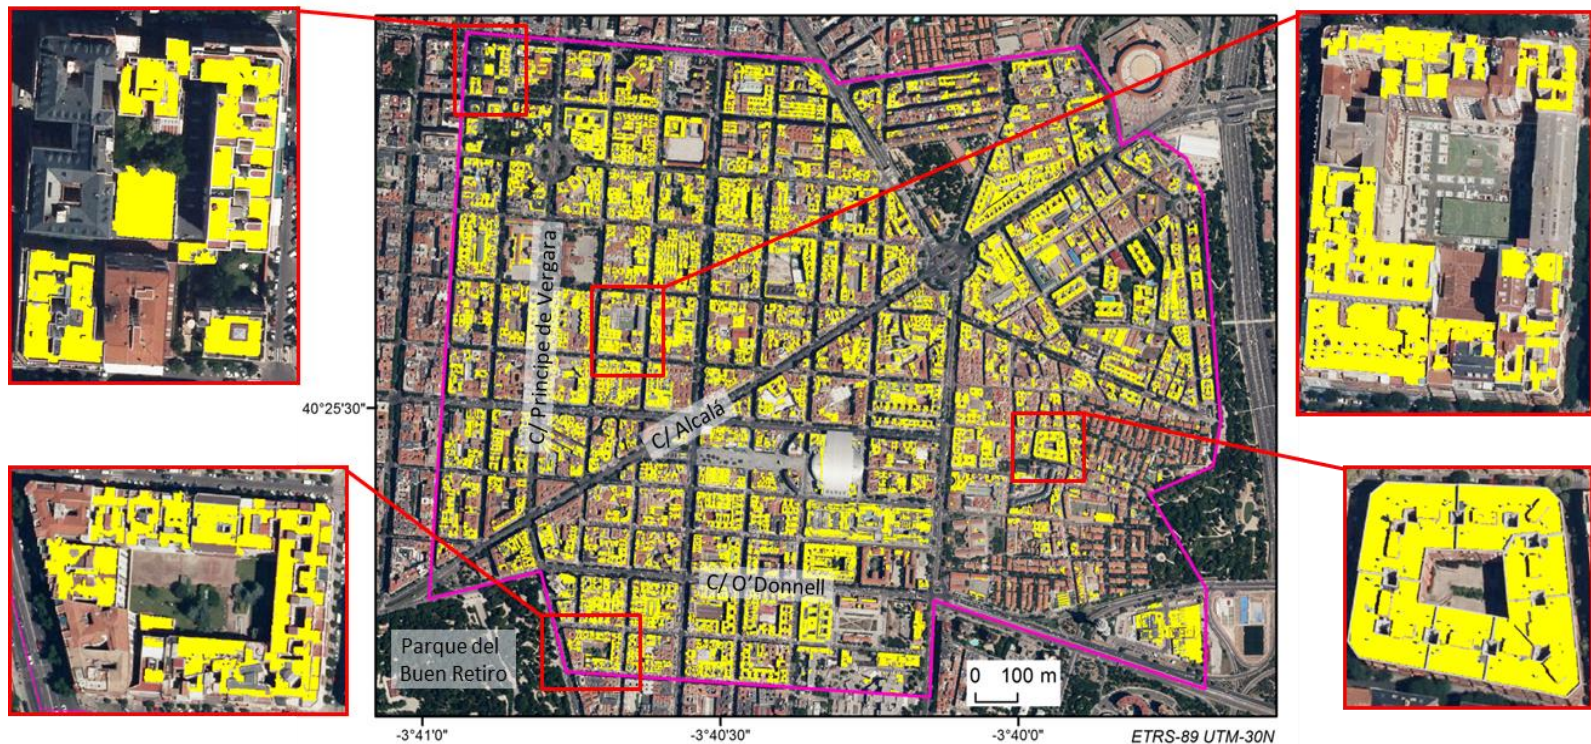 C/ Principe de Vergara
C/ Alcalá
40°25'30"
C/ O'Donnell
Parque del
Buen Retiro
0 100 m
-3°41'0"
-3°40'30"
-3°40'0"
ETRS-89 UTM-30N